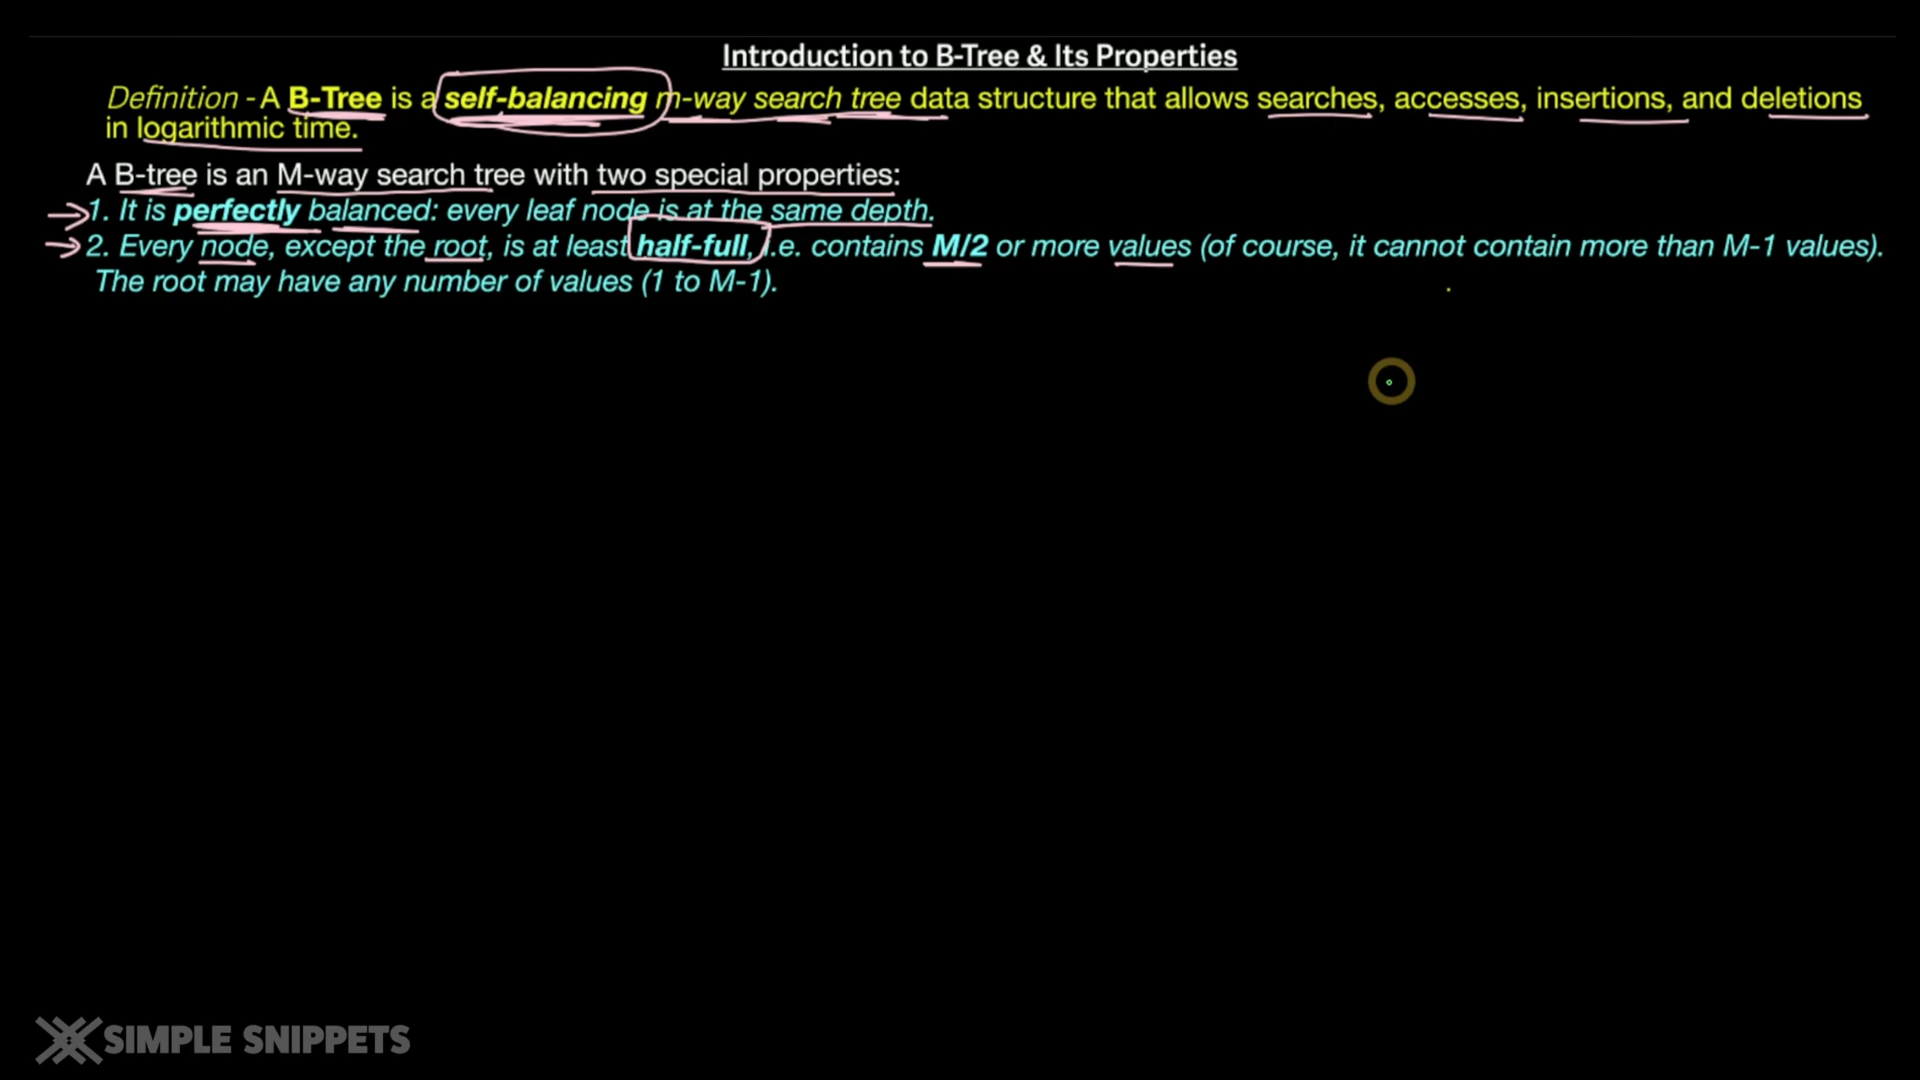 Introduction to B-Tree & Its Properties
Definition - A B-Tree is a self-balancing m-way search tree data structure that allows searches, accesses, insertions, and deletions
in logarithmic time.
A B-tree is an M-way search tree with two special properties:
1. It is perfectly balanced: every leaf node is at the same depth.
2. Every node, except the root, is at least half-full, i.e. contains M/2 or more values (of course, it cannot contain more than M-1 values).
The root may have any number of values (1 to M-1).
SIMPLE SNIPPETS